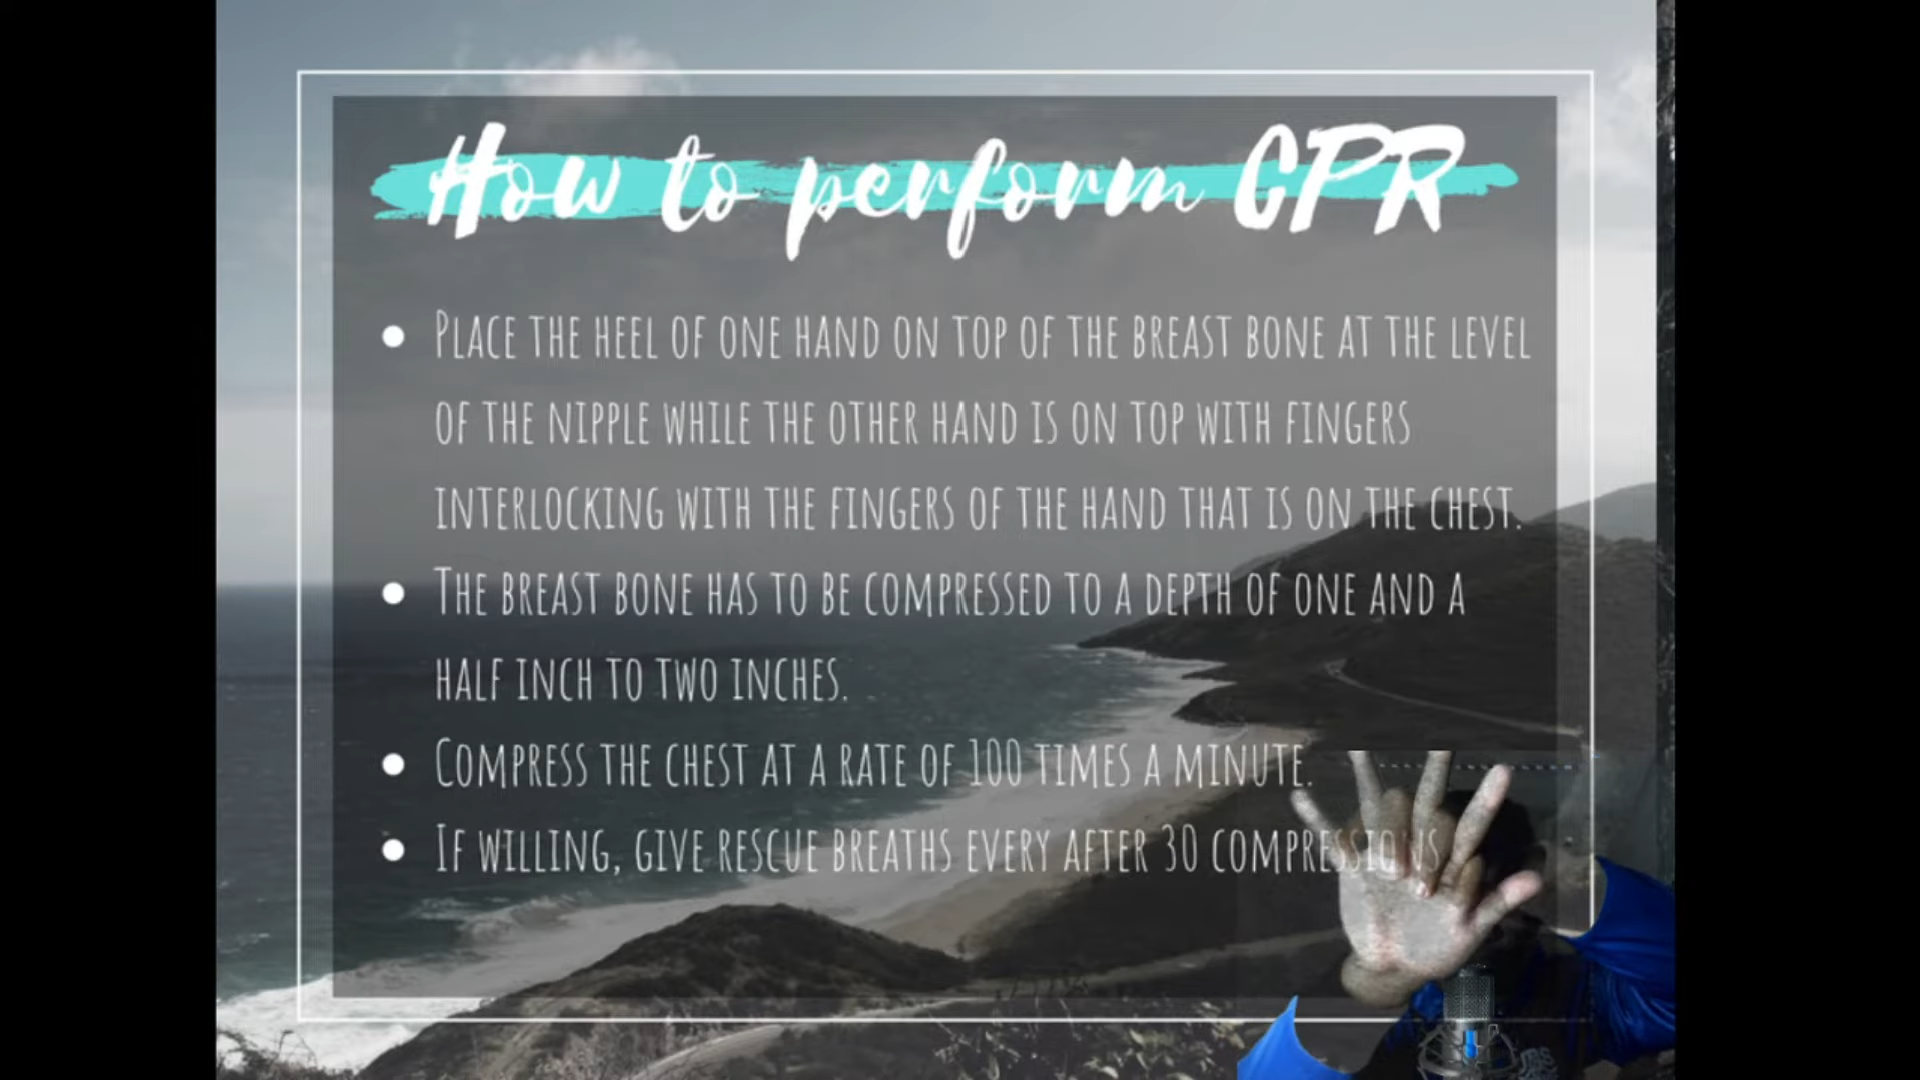 How to perform CPR
PLACE THE HEEL OF ONE HAND ON TOP OF THE BREAST BONE AT THE LEVEL
OF THE NIPPLE WHILE THE OTHER HAND IS ON TOP WITH FINGERS
INTERLOCKING WITH THE FINGERS OF THE HAND THAT IS ON THE CHEST.
THE BREAST BONE HAS TO BE COMPRESSED TO A DEPTH OF ONE AND A
HALF INCH TO TWO INCHES.
COMPRESS THE CHEST AT A RATE OF 100 TIMES A MINUTE.
IF WILLING, GIVE RESCUE BREATHS EVERY AFTER 30 COMPRESSIONS